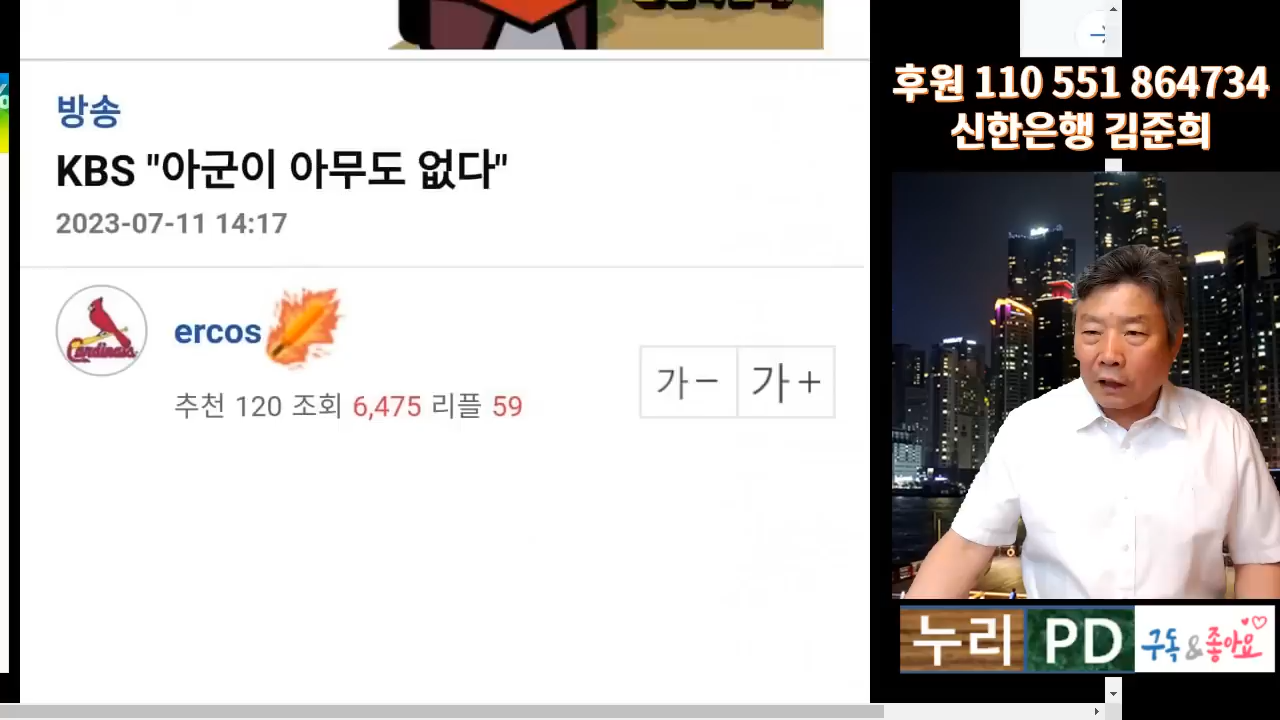 방송
KBS "아군이 아무도 없다"
2023-07-11 14:17
Cardinals
ercos
추천 120 조회 6,475 리플 59
가- 가+
후원 110 551 864734
신한은행 김준희
누리 PD 구독 & 좋아요